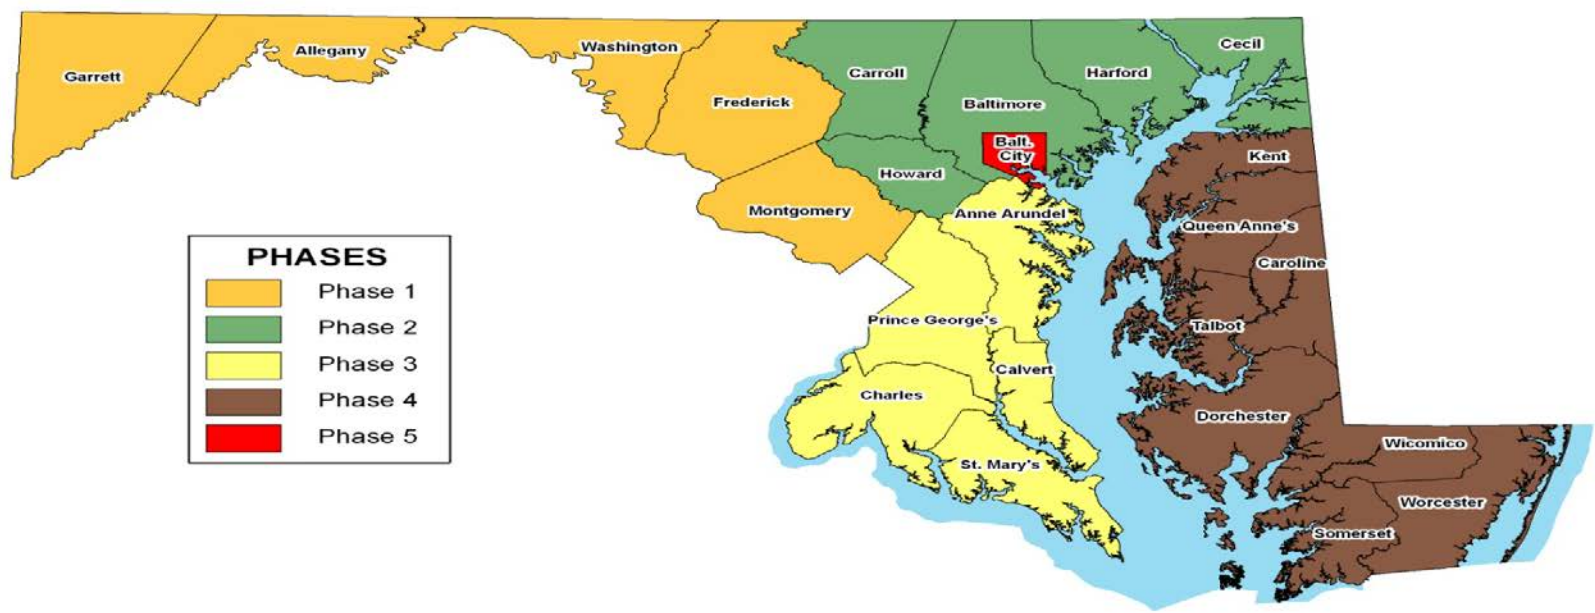 Garrett
Allegany
Washington
Frederick
Carroll
Baltimore
Harford
Cecil
Balt.
City
Howard
Montgomery
Anne Arundel
Kent
Queen Anne's
Caroline
Talbot
Prince George's
Calvert
Charles
St. Mary's
Dorchester
Wicomico
Worcester
Somerset
PHASES
Phase 1
Phase 2
Phase 3
Phase 4
Phase 5